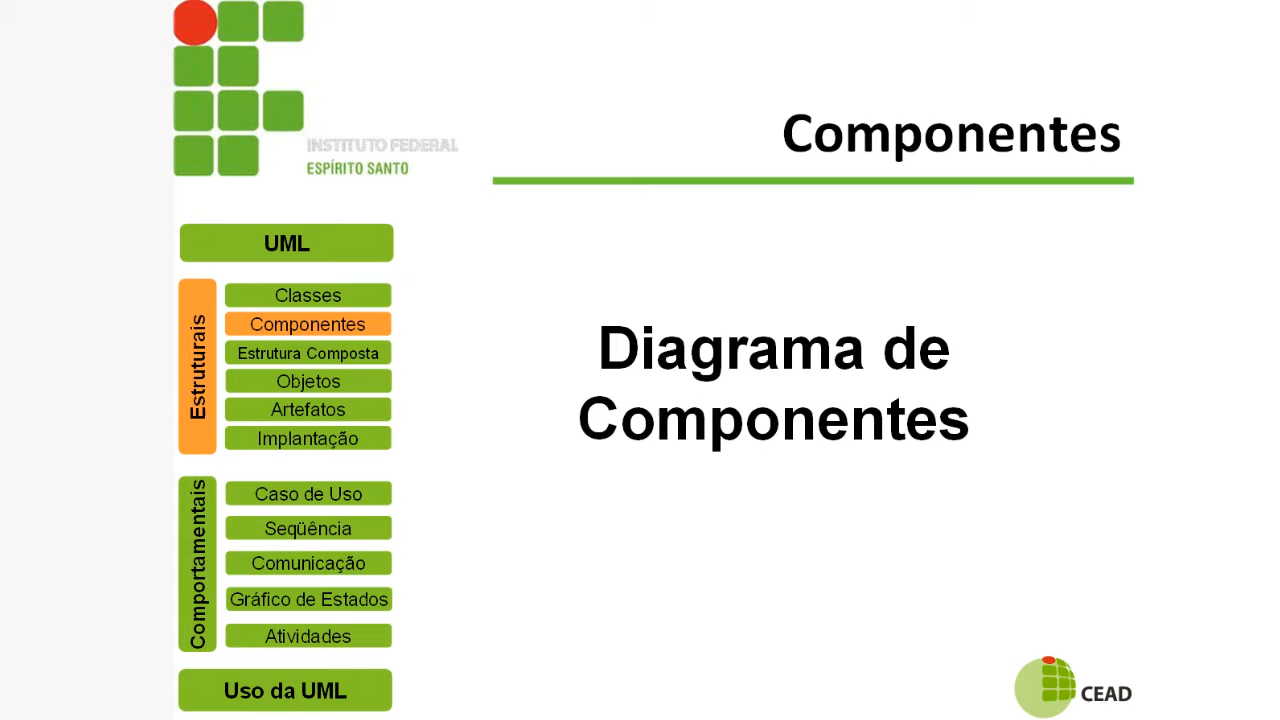 INSTITUTO FEDERAL
ESPÍRITO SANTO
Componentes
UML
Estruturais
Classes
Componentes
Estrutura Composta
Objetos
Artefatos
Implantação
Comportamentais
Caso de Uso
Seqüência
Comunicação
Gráfico de Estados
Atividades
Uso da UML
Diagrama de
Componentes
CEAD